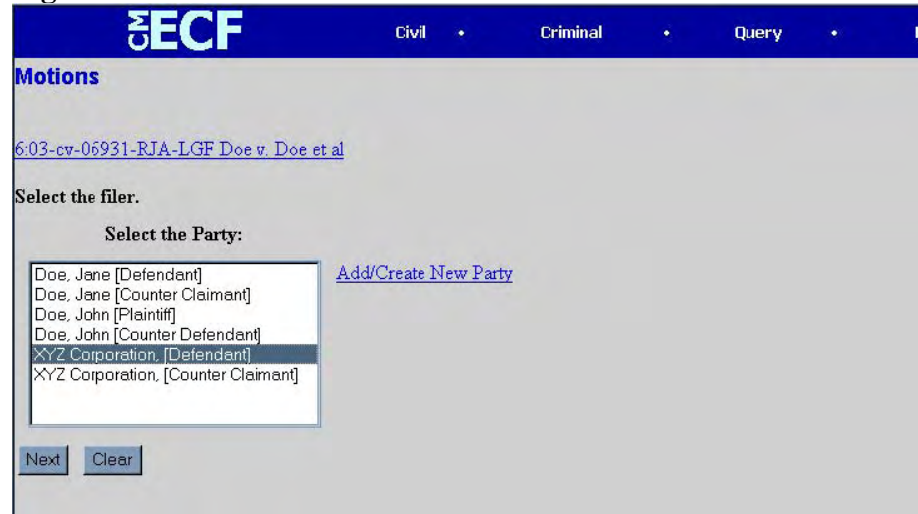 CM ECF Civil • Criminal • Query •
Motions
6:03-cv-06931-RJA-LGF Doe v. Doe et al
Select the filer.
Select the Party:
Doe, Jane [Defendant] Add/Create New Party
Doe, Jane [Counter Claimant]
Doe, John [Plaintiff]
Doe, John [Counter Defendant]
XYZ Corporation, [Defendant]
XYZ Corporation, [Counter Claimant]
Next Clear